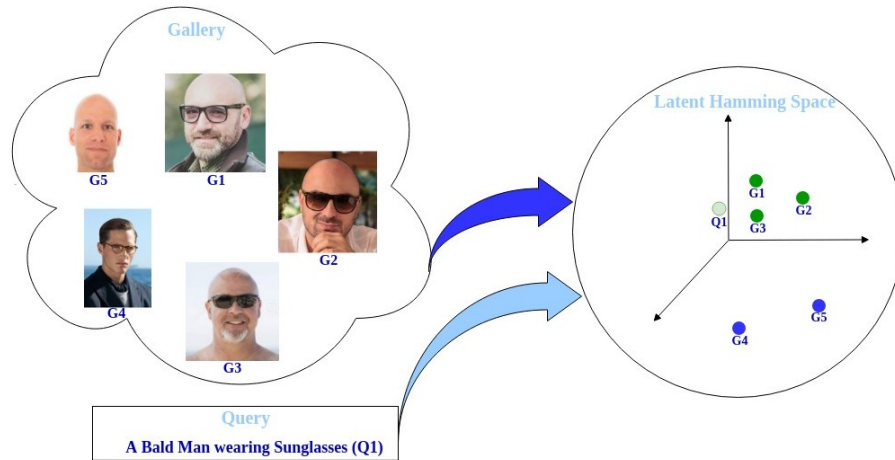 Gallery
G5
G1
G2
G4
G3
Query
A Bald Man wearing Sunglasses (Q1)
Latent Hamming Space
G1
G2
Q1
G3
G5
G4